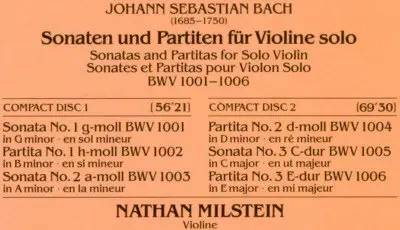 JOHANN SEBASTIAN BACH
(1685–1750)
Sonaten und Partiten für Violine solo
Sonatas and Partitas for Solo Violin
Sonates et Partitas pour Violon Solo
BWV 1001–1006
COMPACT DISC 1 [56'21]
Sonata No. 1 g-moll BWV 1001
in G minor · en sol mineur
Partita No. 1 h-moll BWV 1002
in B minor · en si mineur
Sonata No. 2 a-moll BWV 1003
in A minor · en la mineur
COMPACT DISC 2 [69'30]
Partita No. 2 d-moll BWV 1004
in D minor · en ré mineur
Sonata No. 3 C-dur BWV 1005
in C major · en ut majeur
Partita No. 3 E-dur BWV 1006
in E major · en mi majeur
NATHAN MILSTEIN
Violine